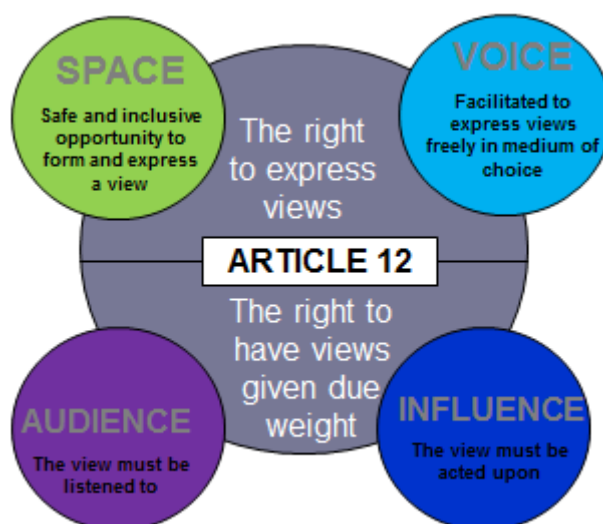 SPACE
Safe and inclusive
opportunity to
form and express
a view
VOICE
Facilitated to
express views
freely in medium of
choice
The right
to express
views
ARTICLE 12
The right to
have views
given due
weight
AUDIENCE
The view must be
listened to
INFLUENCE
The view must be
acted upon